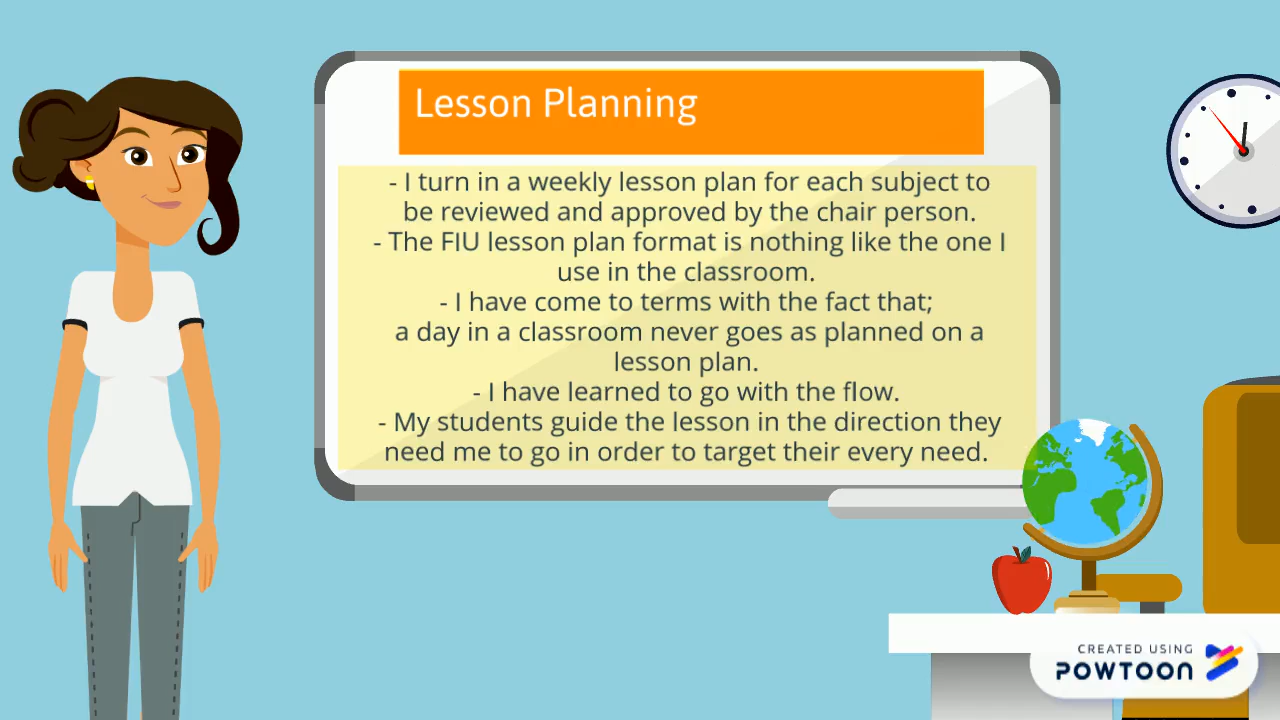 Lesson Planning
- I turn in a weekly lesson plan for each subject to
be reviewed and approved by the chair person.
- The FIU lesson plan format is nothing like the one I
use in the classroom.
- I have come to terms with the fact that;
a day in a classroom never goes as planned on a
lesson plan.
- I have learned to go with the flow.
- My students guide the lesson in the direction they
need me to go in order to target their every need.
CREATED USING
POWTOON